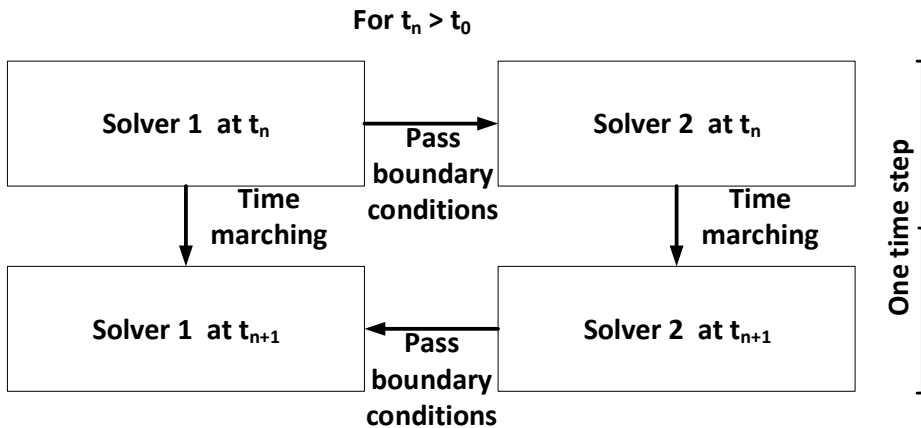 For tn > t0
Solver 1 at tn
Pass
boundary
conditions
Solver 2 at tn
Time
marching
Time
marching
Solver 1 at tn+1
Pass
boundary
conditions
Solver 2 at tn+1
One time step